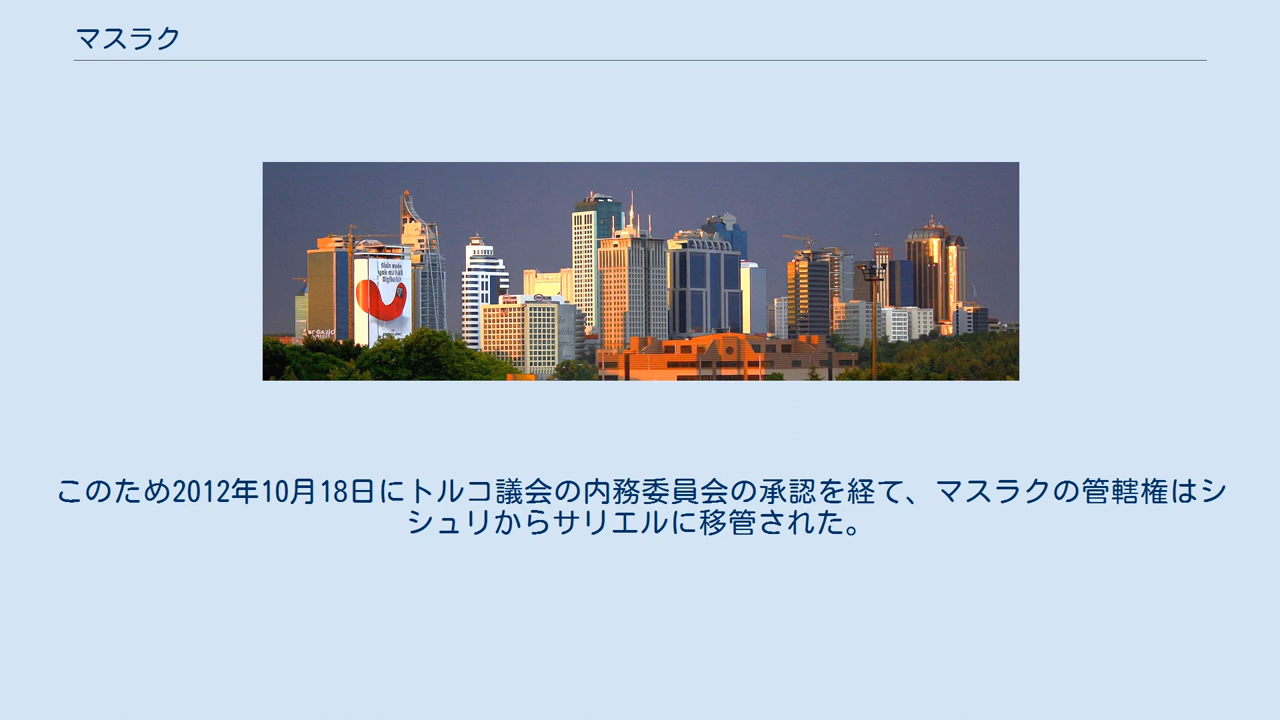 マスラク
このため2012年10月18日にトルコ議会の内務委員会の承認を経て、マスラクの管轄権はシ
シュリからサリエルに移管された。